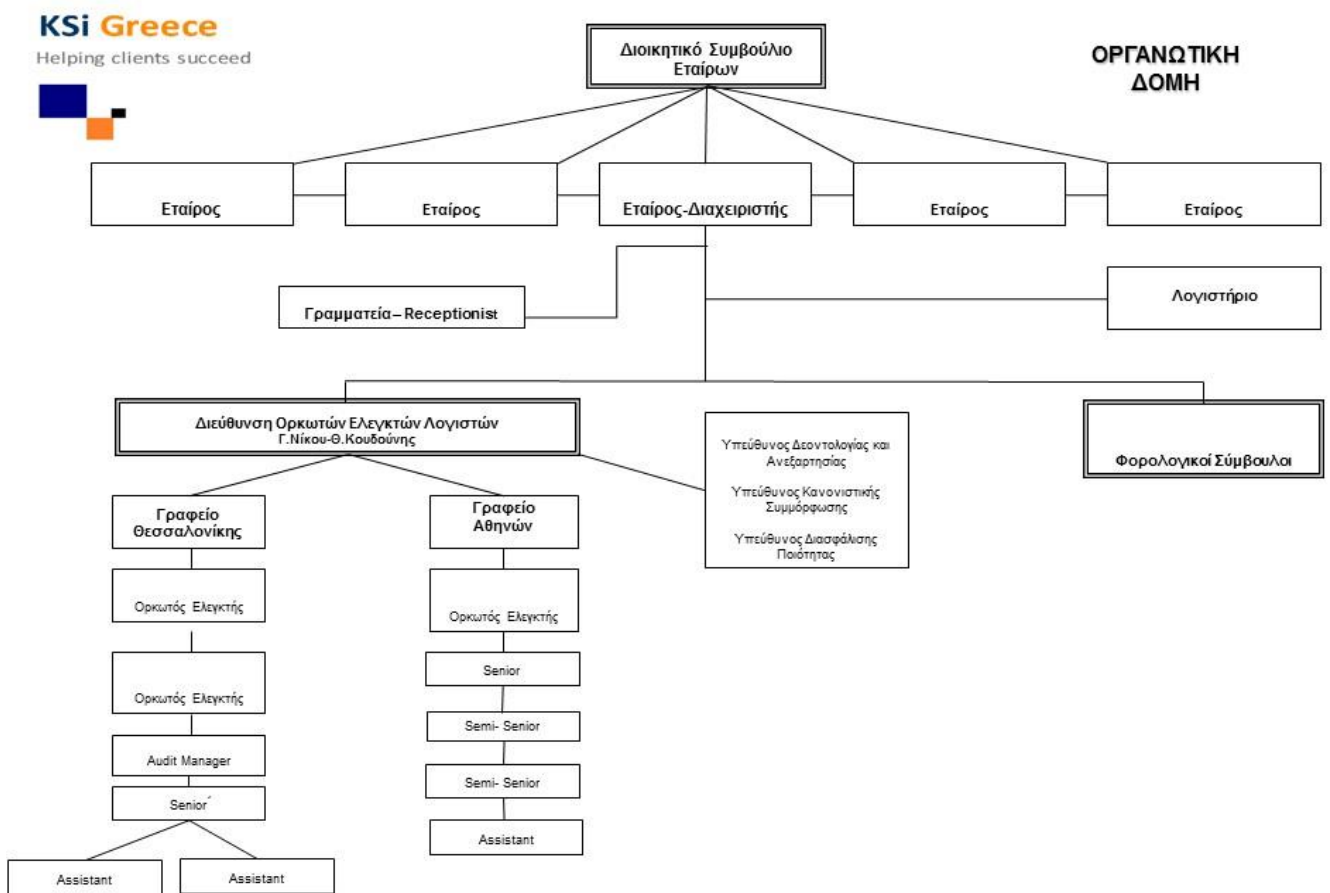 KSi Greece
Helping clients succeed
Διοικητικό Συμβούλιο
Εταίρων
ΟΡΓΑΝΩΤΙΚΗ
ΔΟΜΗ
Εταίρος
Εταίρος
Εταίρος-Διαχειριστής
Εταίρος
Εταίρος
Γραμματεία – Receptionist
Λογιστήριο
Διεύθυνση Ορκωτών Ελεγκτών Λογιστών
Γ.Νίκου-Θ.Κουδούνης
Υπεύθυνος Δεοντολογίας και
Ανεξαρτησίας
Υπεύθυνος Κανονιστικής
Συμμόρφωσης
Υπεύθυνος Διασφάλισης
Ποιότητας
Φορολογικοί Σύμβουλοι
Γραφείο
Θεσσαλονίκης
Ορκωτός Ελεγκτής
Ορκωτός Ελεγκτής
Audit Manager
Senior΄
Assistant
Assistant
Γραφείο
Αθηνών
Ορκωτός Ελεγκτής
Senior
Semi- Senior
Semi- Senior
Assistant